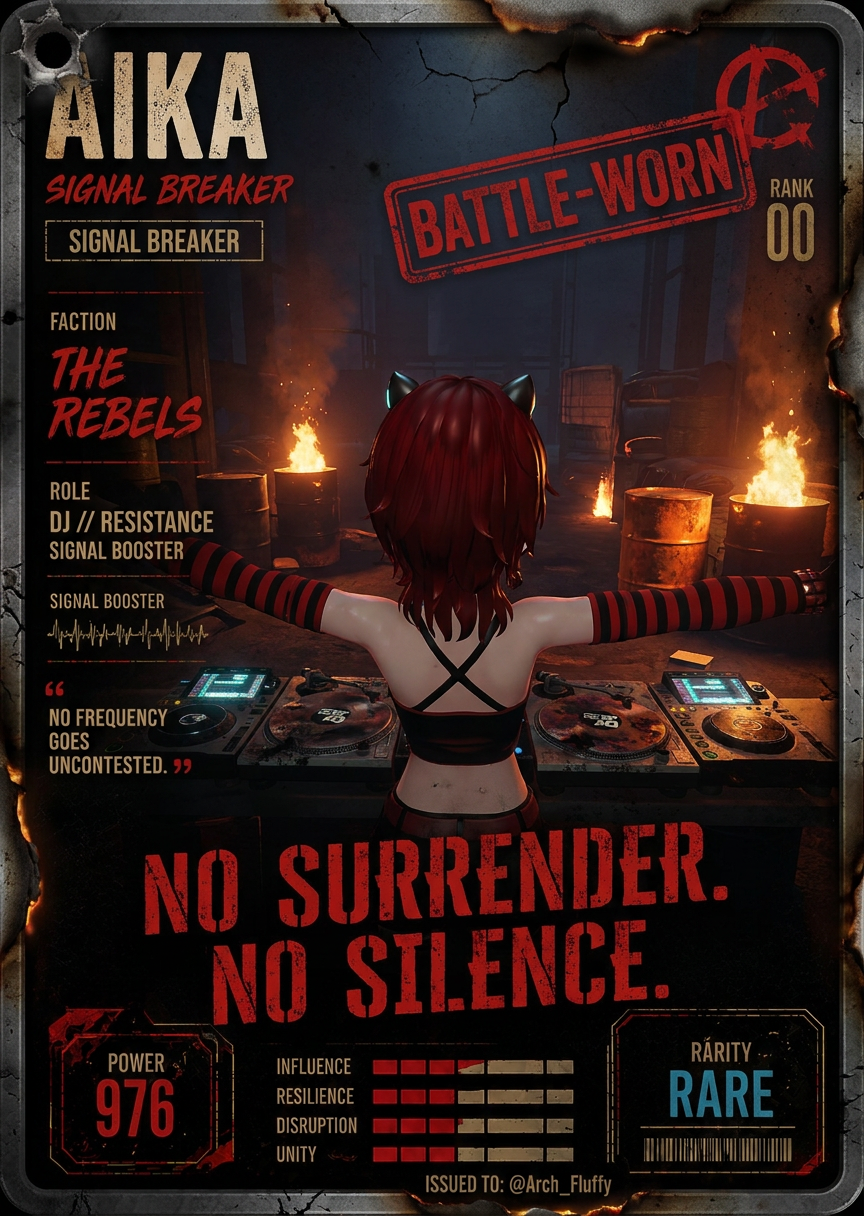 AIKA
SIGNAL BREAKER
SIGNAL BREAKER
BATTLE-WORN
RANK
00
FACTION
THE
REBELS
ROLE
DJ // RESISTANCE
SIGNAL BOOSTER
SIGNAL BOOSTER
“
NO FREQUENCY
GOES
UNCONTESTED. ”
NO SURRENDER.
NO SILENCE.
POWER
976
INFLUENCE
RESILIENCE
DISRUPTION
UNITY
RARITY
RARE
ISSUED TO: @Arch_Fluffy